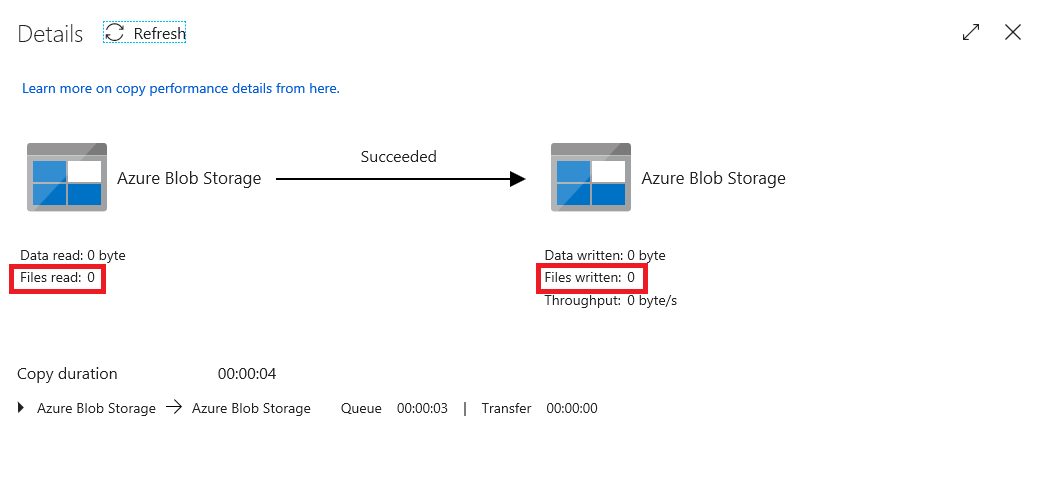 Details Refresh
Learn more on copy performance details from here.
Succeeded
Azure Blob Storage Azure Blob Storage
Data read: 0 byte Data written: 0 byte
Files read: 0 Files written: 0
Throughput: 0 byte/s
Copy duration 00:00:04
Azure Blob Storage Azure Blob Storage Queue 00:00:03 | Transfer 00:00:00